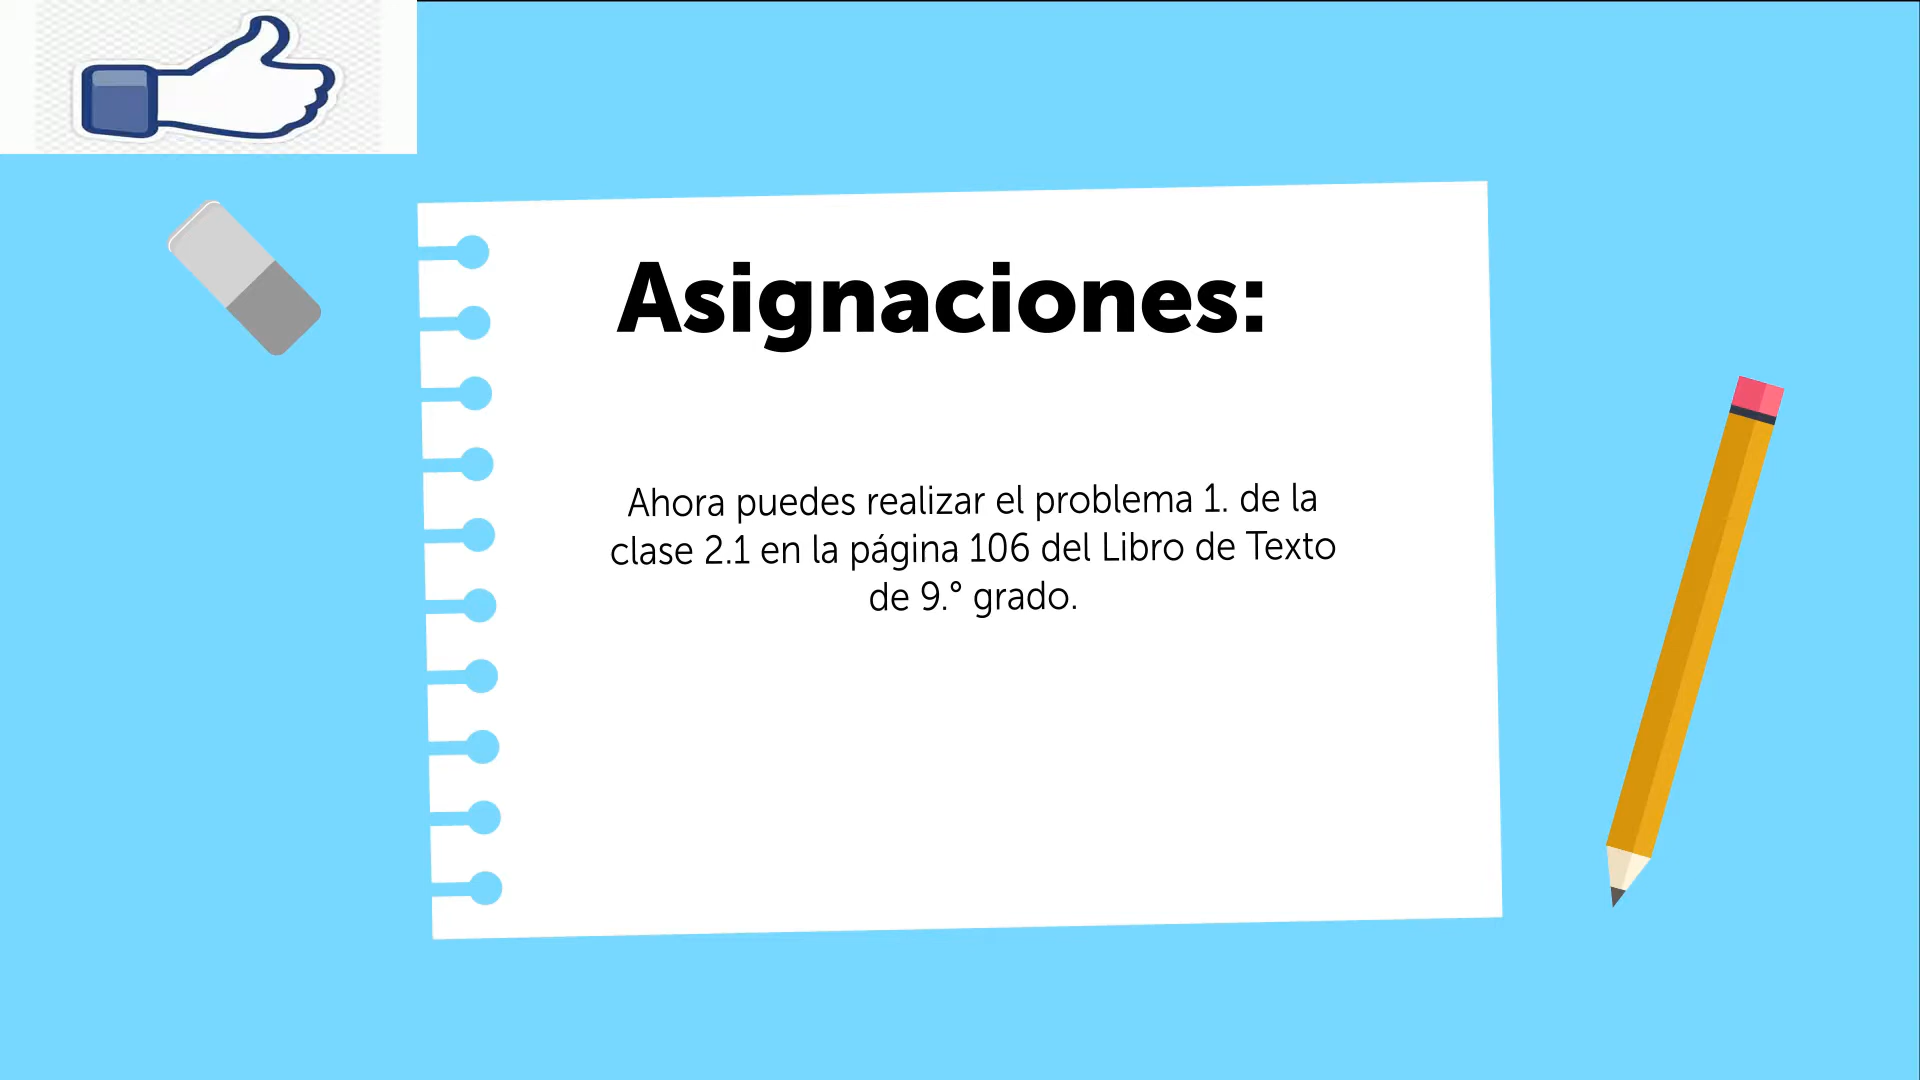 Asignaciones:
Ahora puedes realizar el problema 1. de la
clase 2.1 en la página 106 del Libro de Texto
de 9.° grado.